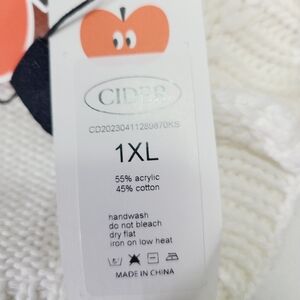 CIDER
CD20230411280870KS
1XL
55% acrylic
45% cotton
handwash
do not bleach
dry flat
iron on low heat
MADE IN CHINA